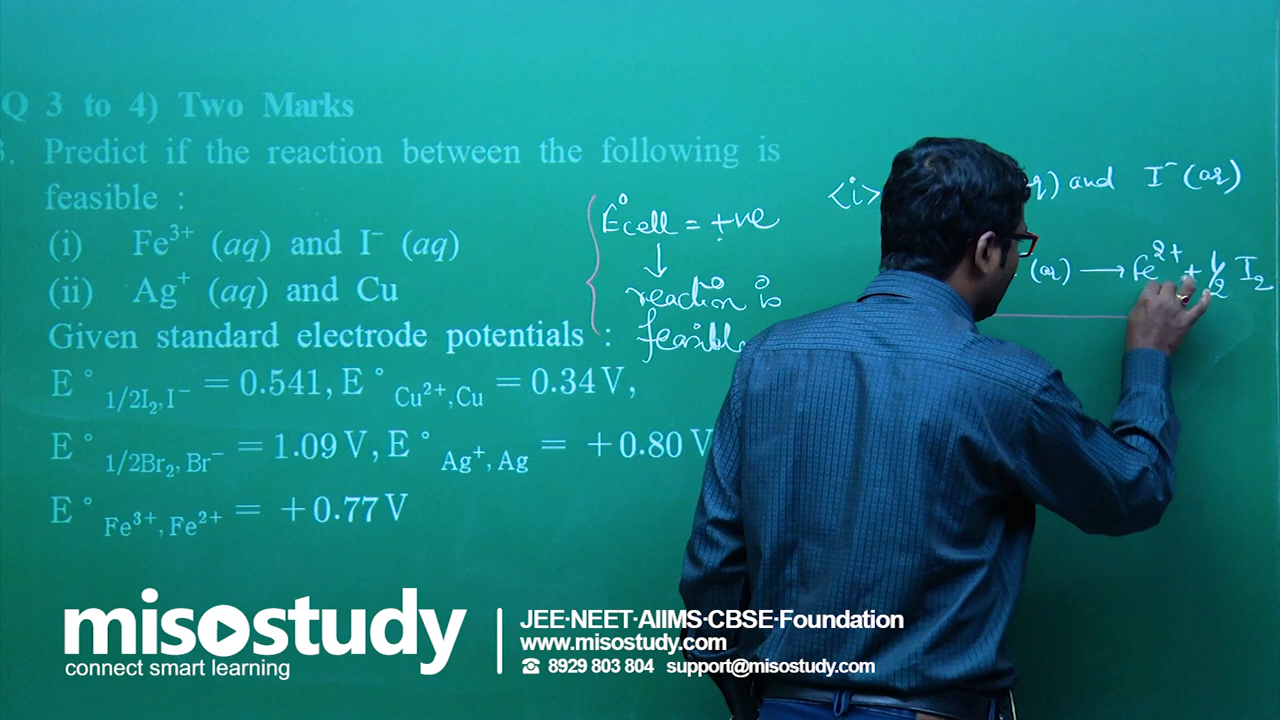 Q 3 to 4) Two Marks
3. Predict if the reaction between the following is
feasible :
(i) Fe³⁺ (aq) and I⁻ (aq)
(ii) Ag⁺ (aq) and Cu
Given standard electrode potentials :
E° 1/2I₂, I⁻ = 0.541, E° Cu²⁺, Cu = 0.34 V,
E° 1/2Br₂, Br⁻ = 1.09 V, E° Ag⁺, Ag = +0.80 V
E° Fe³⁺, Fe²⁺ = +0.77 V
E°cell = +ve
↓
reaction is
feasible
<i> q) and I⁻ (aq)
(aq) ⟶ Fe²⁺ + 1/2 I₂
misostudy
connect smart learning
JEE·NEET·AIIMS·CBSE·Foundation
www.misostudy.com
☎ 8929 803 804 support@misostudy.com